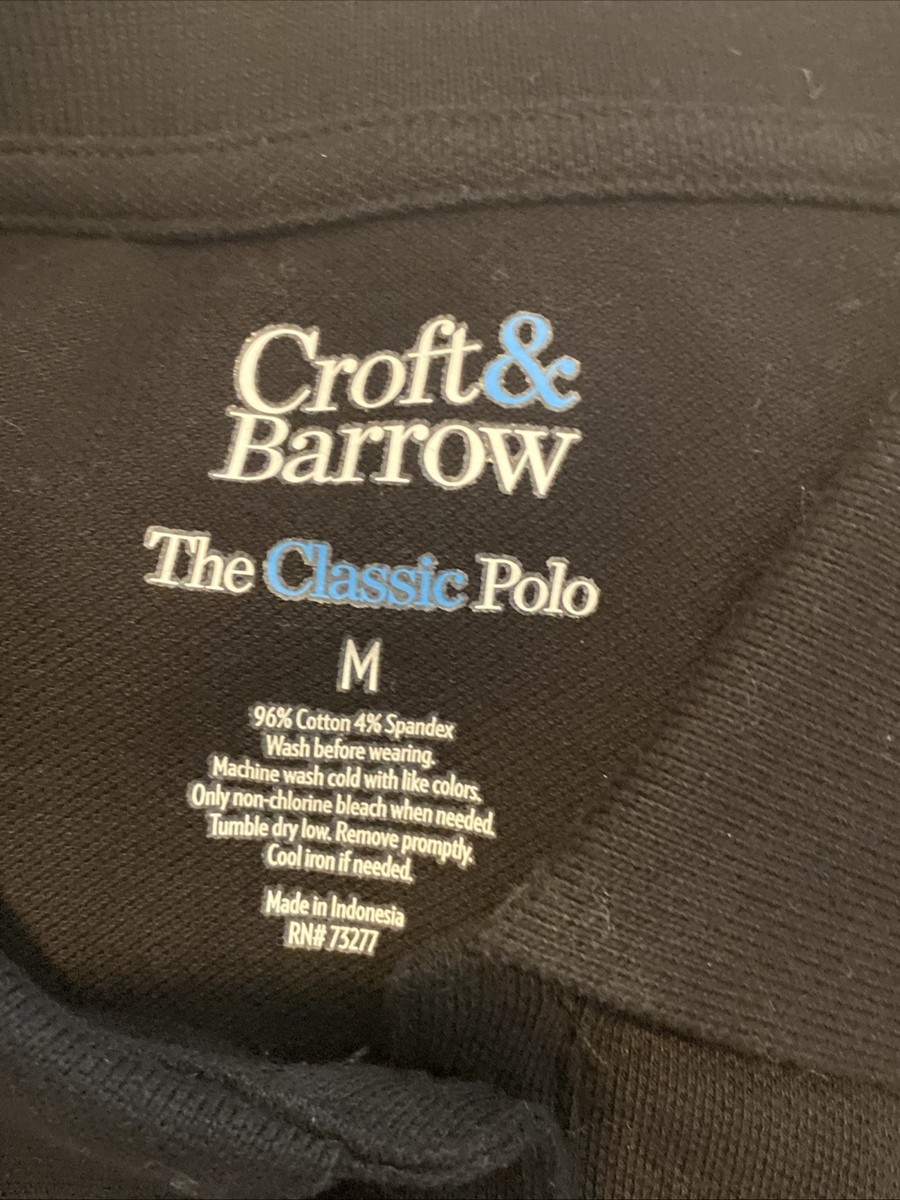 Croft&
Barrow
The Classic Polo
M
96% Cotton 4% Spandex
Wash before wearing.
Machine wash cold with like colors.
Only non-chlorine bleach when needed.
Tumble dry low. Remove promptly.
Cool iron if needed.
Made in Indonesia
RN# 73277